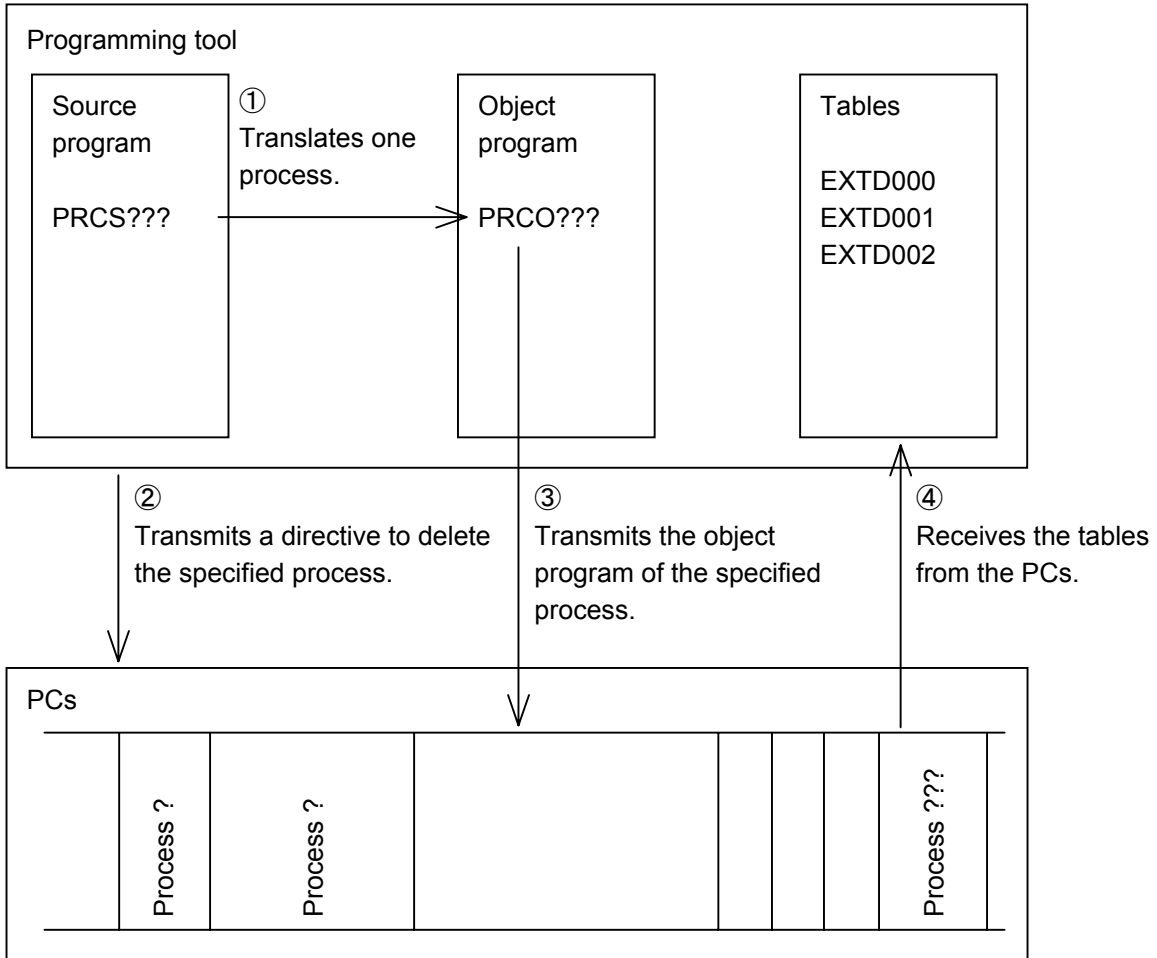 Programming tool
Source
program
PRCS???
①
Translates one
process.
Object
program
PRCO???
Tables
EXTD000
EXTD001
EXTD002
②
Transmits a directive to delete
the specified process.
③
Transmits the object
program of the specified
process.
④
Receives the tables
from the PCs.
PCs
Process ?
Process ?
Process ???